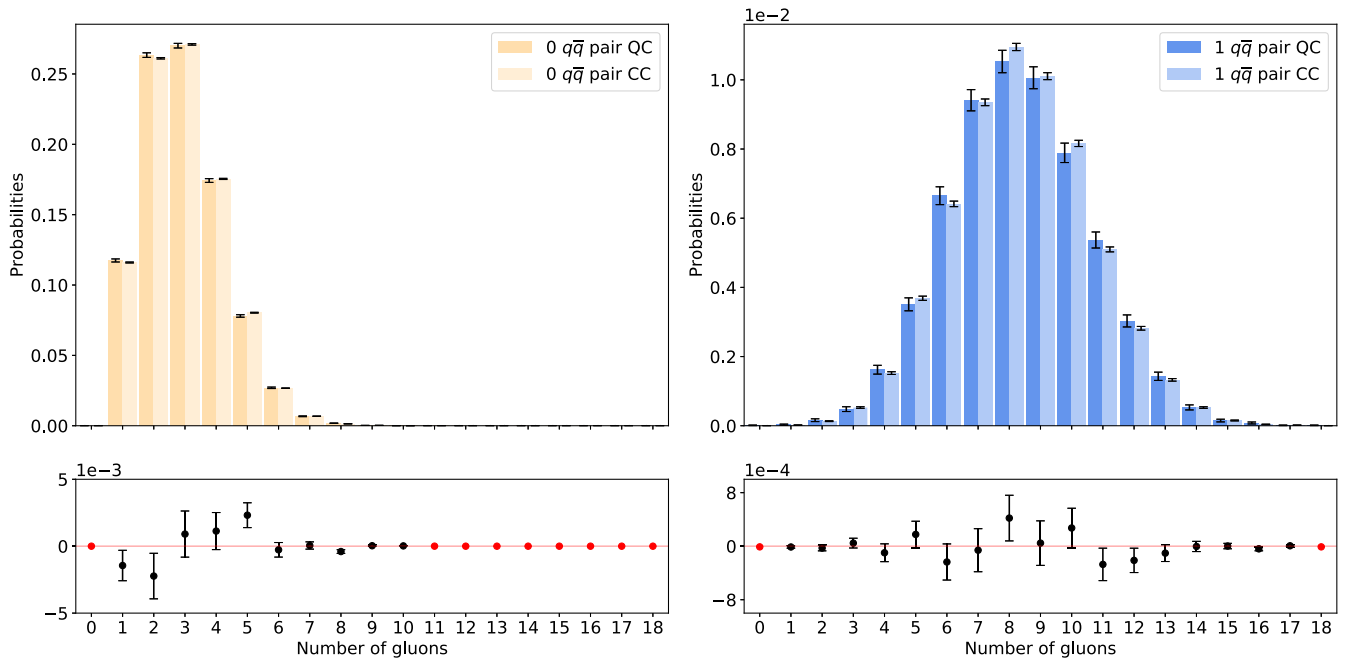 0.25
0.20
0.15
0.10
0.05
0.00
Probabilities
0 qq̅ pair QC
0 qq̅ pair CC
1e−3
5
0
−5
0 1 2 3 4 5 6 7 8 9 10 11 12 13 14 15 16 17 18
Number of gluons
1e−2
1.0
0.8
0.6
0.4
0.2
0.0
Probabilities
1 qq̅ pair QC
1 qq̅ pair CC
1e−4
8
0
−8
0 1 2 3 4 5 6 7 8 9 10 11 12 13 14 15 16 17 18
Number of gluons